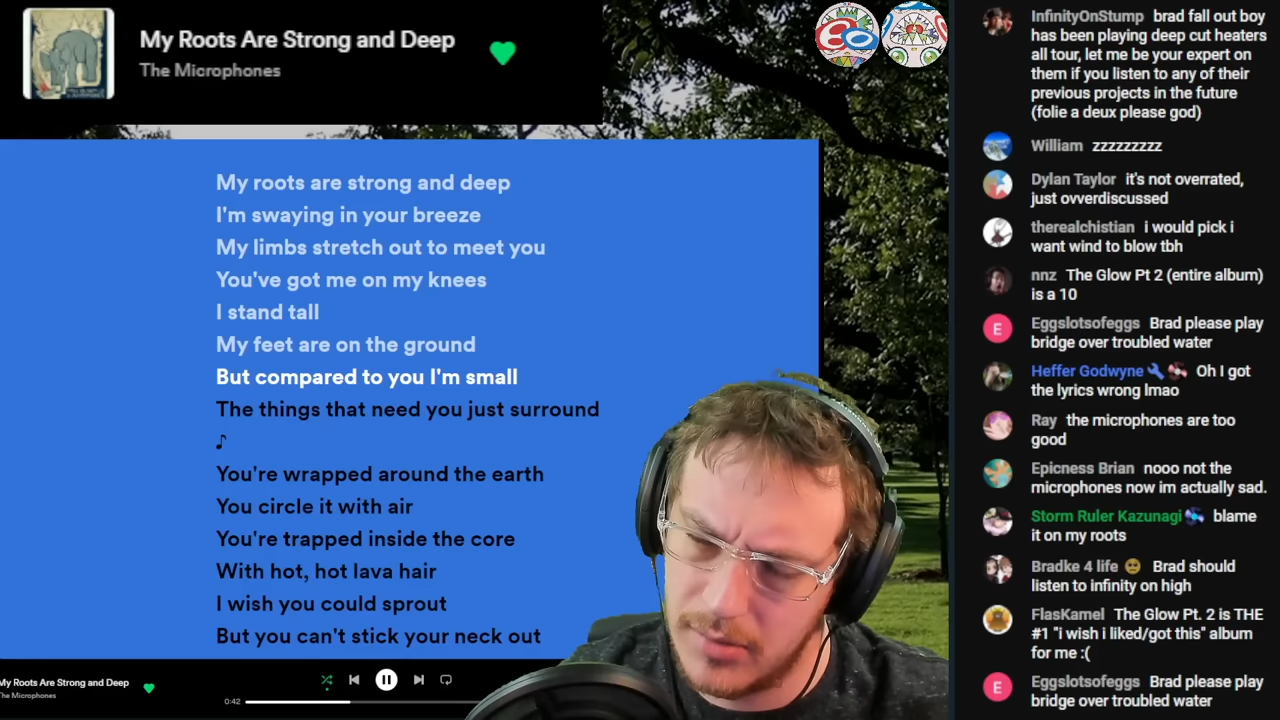 My Roots Are Strong and Deep
The Microphones
My roots are strong and deep
I'm swaying in your breeze
My limbs stretch out to meet you
You've got me on my knees
I stand tall
My feet are on the ground
But compared to you I'm small
The things that need you just surround
♪
You're wrapped around the earth
You circle it with air
You're trapped inside the core
With hot, hot lava hair
I wish you could sprout
But you can't stick your neck out
My Roots Are Strong and Deep
The Microphones
0:42
InfinityOnStump brad fall out boy
has been playing deep cut heaters
all tour, let me be your expert on
them if you listen to any of their
previous projects in the future
(folie a deux please god)
William zzzzzzzzz
Dylan Taylor it's not overrated,
just ovverdiscussed
therealchistian i would pick i
want wind to blow tbh
nnz The Glow Pt 2 (entire album)
is a 10
E
Eggslotsofeggs Brad please play
bridge over troubled water
Heffer Godwyne Oh I got
the lyrics wrong lmao
Ray the microphones are too
good
Epicness Brian nooo not the
microphones now im actually sad.
Storm Ruler Kazunagi blame
it on my roots
Bradke 4 life Brad should
listen to infinity on high
FlasKamel The Glow Pt. 2 is THE
#1 "i wish i liked/got this" album
for me :(
E
Eggslotsofeggs Brad please play
bridge over troubled water